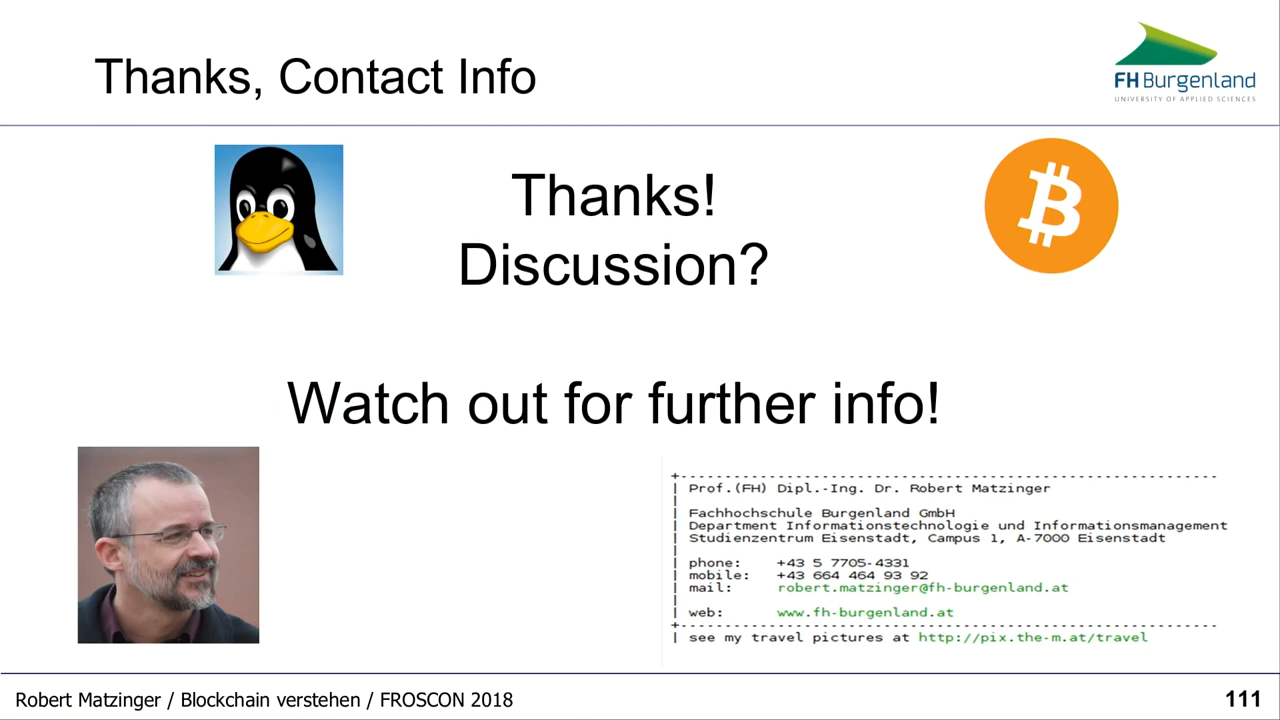 Thanks, Contact Info
FH Burgenland
UNIVERSITY OF APPLIED SCIENCES
Thanks!
Discussion?
Watch out for further info!
+--------------------------------------------------------------
| Prof.(FH) Dipl.-Ing. Dr. Robert Matzinger
|
| Fachhochschule Burgenland GmbH
| Department Informationstechnologie und Informationsmanagement
| Studienzentrum Eisenstadt, Campus 1, A-7000 Eisenstadt
|
| phone: +43 5 7705-4331
| mobile: +43 664 464 93 92
| mail: robert.matzinger@fh-burgenland.at
|
| web: www.fh-burgenland.at
+--------------------------------------------------------------
| see my travel pictures at http://pix.the-m.at/travel
Robert Matzinger / Blockchain verstehen / FROSCON 2018
111